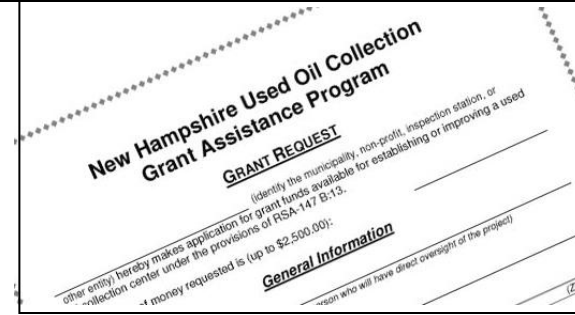 New Hampshire Used Oil Collection
Grant Assistance Program
GRANT REQUEST
(identify the municipality, non-profit, inspection station, or
other entity) hereby makes application for grant funds available for establishing or improving a used
collection center under the provisions of RSA-147 B:13.
of money requested is (up to $2,500.00):
General Information
person who will have direct oversight of the project)